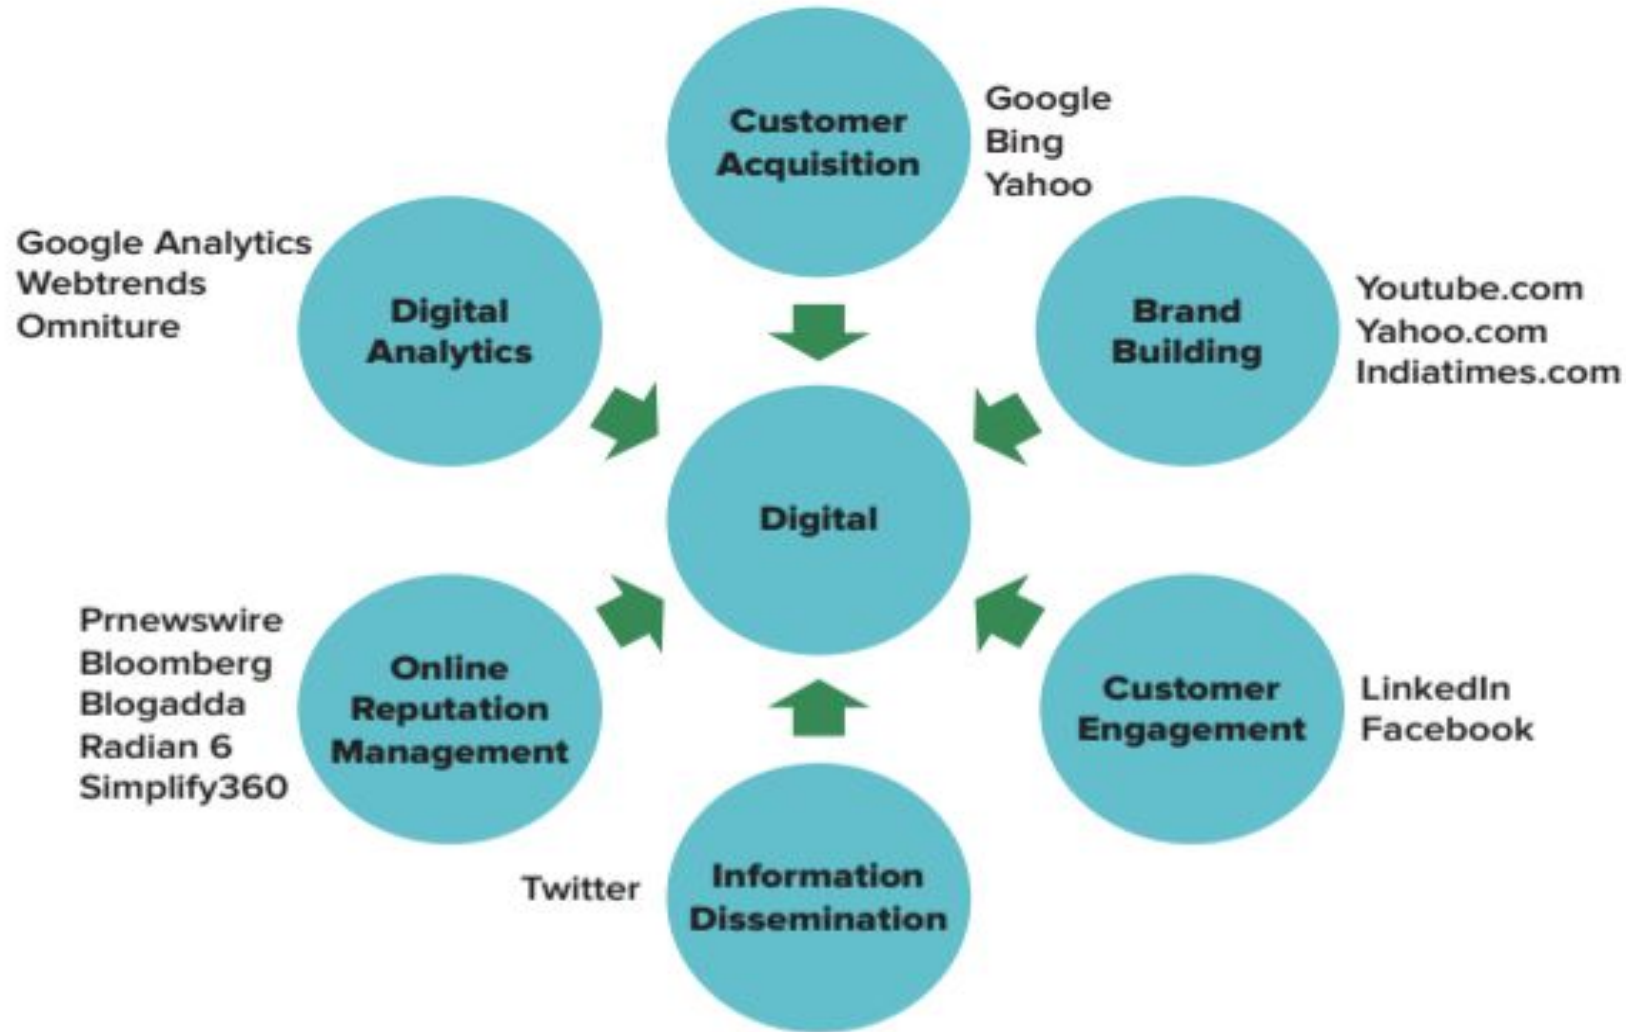 Customer
Acquisition
Google
Bing
Yahoo
Google Analytics
Webtrends
Omniture
Digital
Analytics
Brand
Building
Youtube.com
Yahoo.com
Indiatimes.com
Digital
Prnewswire
Bloomberg
Blogadda
Radian 6
Simplify360
Online
Reputation
Management
Customer
Engagement
LinkedIn
Facebook
Twitter
Information
Dissemination